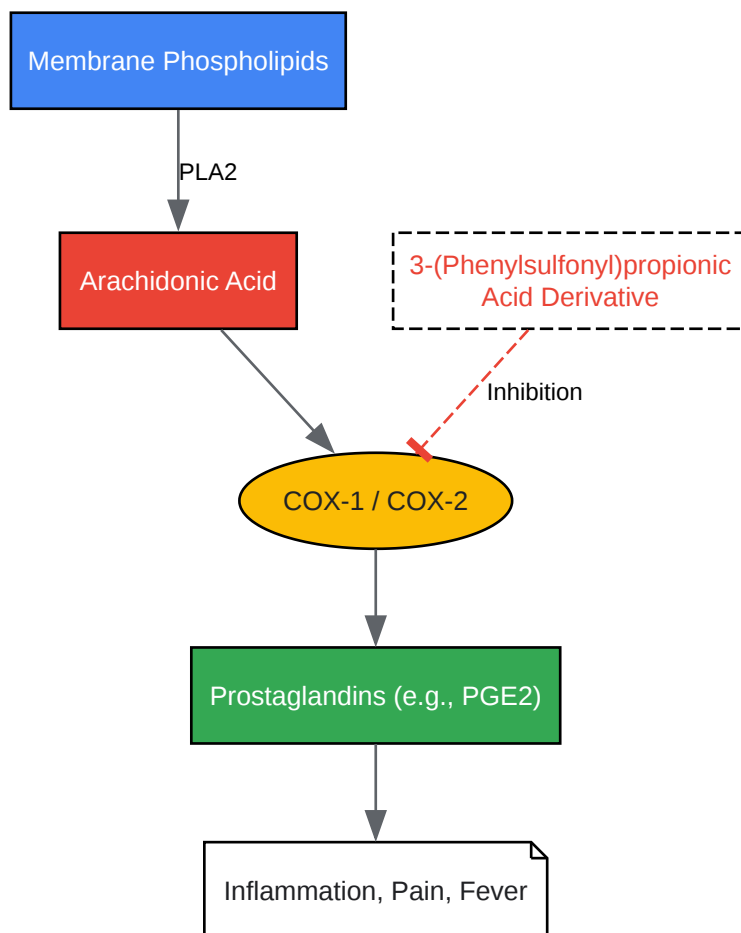 Membrane Phospholipids
PLA2
Arachidonic Acid
3-(Phenylsulfonyl)propionic
Acid Derivative
Inhibition
COX-1 / COX-2
Prostaglandins (e.g., PGE2)
Inflammation, Pain, Fever